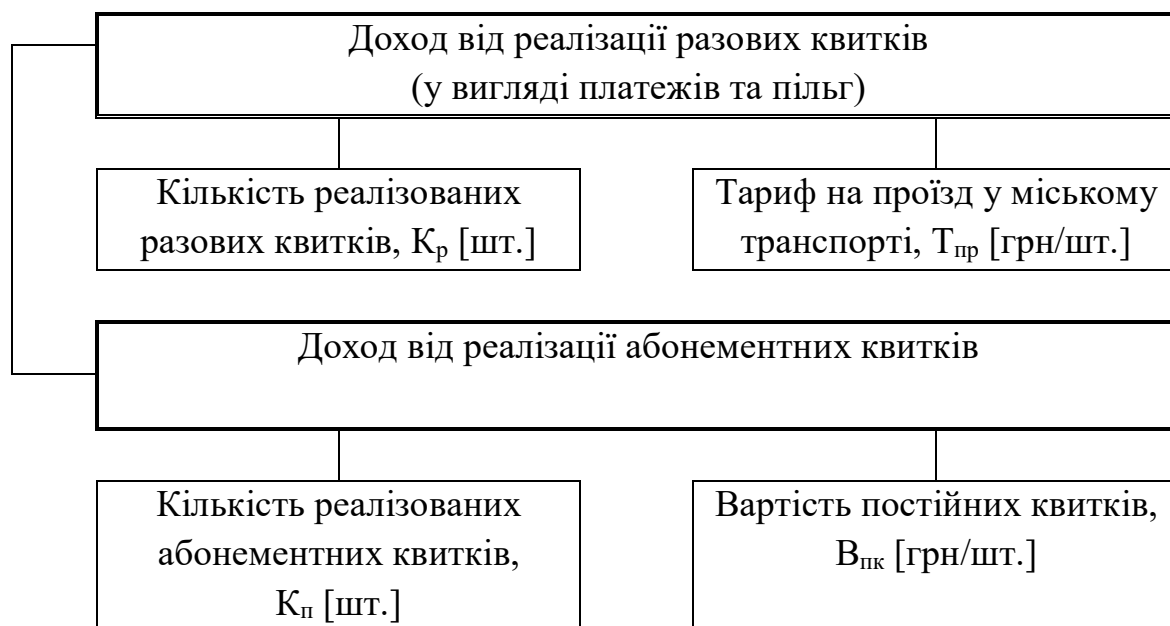 Доход від реалізації разових квитків
(у вигляді платежів та пільг)
Кількість реалізованих
разових квитків, Кр [шт.]
Тариф на проїзд у міському
транспорті, Тпр [грн/шт.]
Доход від реалізації абонементних квитків
Кількість реалізованих
абонементних квитків,
Кп [шт.]
Вартість постійних квитків,
Впк [грн/шт.]